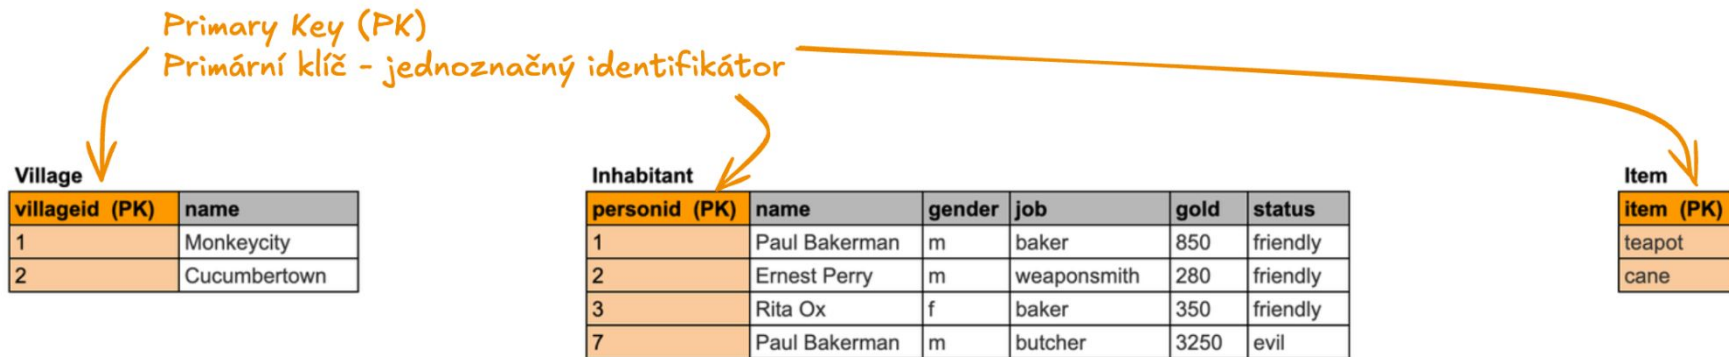 Primary Key (PK)
Primární klíč - jednoznačný identifikátor
Village
villageid (PK) name
1 Monkeycity
2 Cucumbertown
Inhabitant
personid (PK) name gender job gold status
1 Paul Bakerman m baker 850 friendly
2 Ernest Perry m weaponsmith 280 friendly
3 Rita Ox f baker 350 friendly
7 Paul Bakerman m butcher 3250 evil
Item
item (PK)
teapot
cane